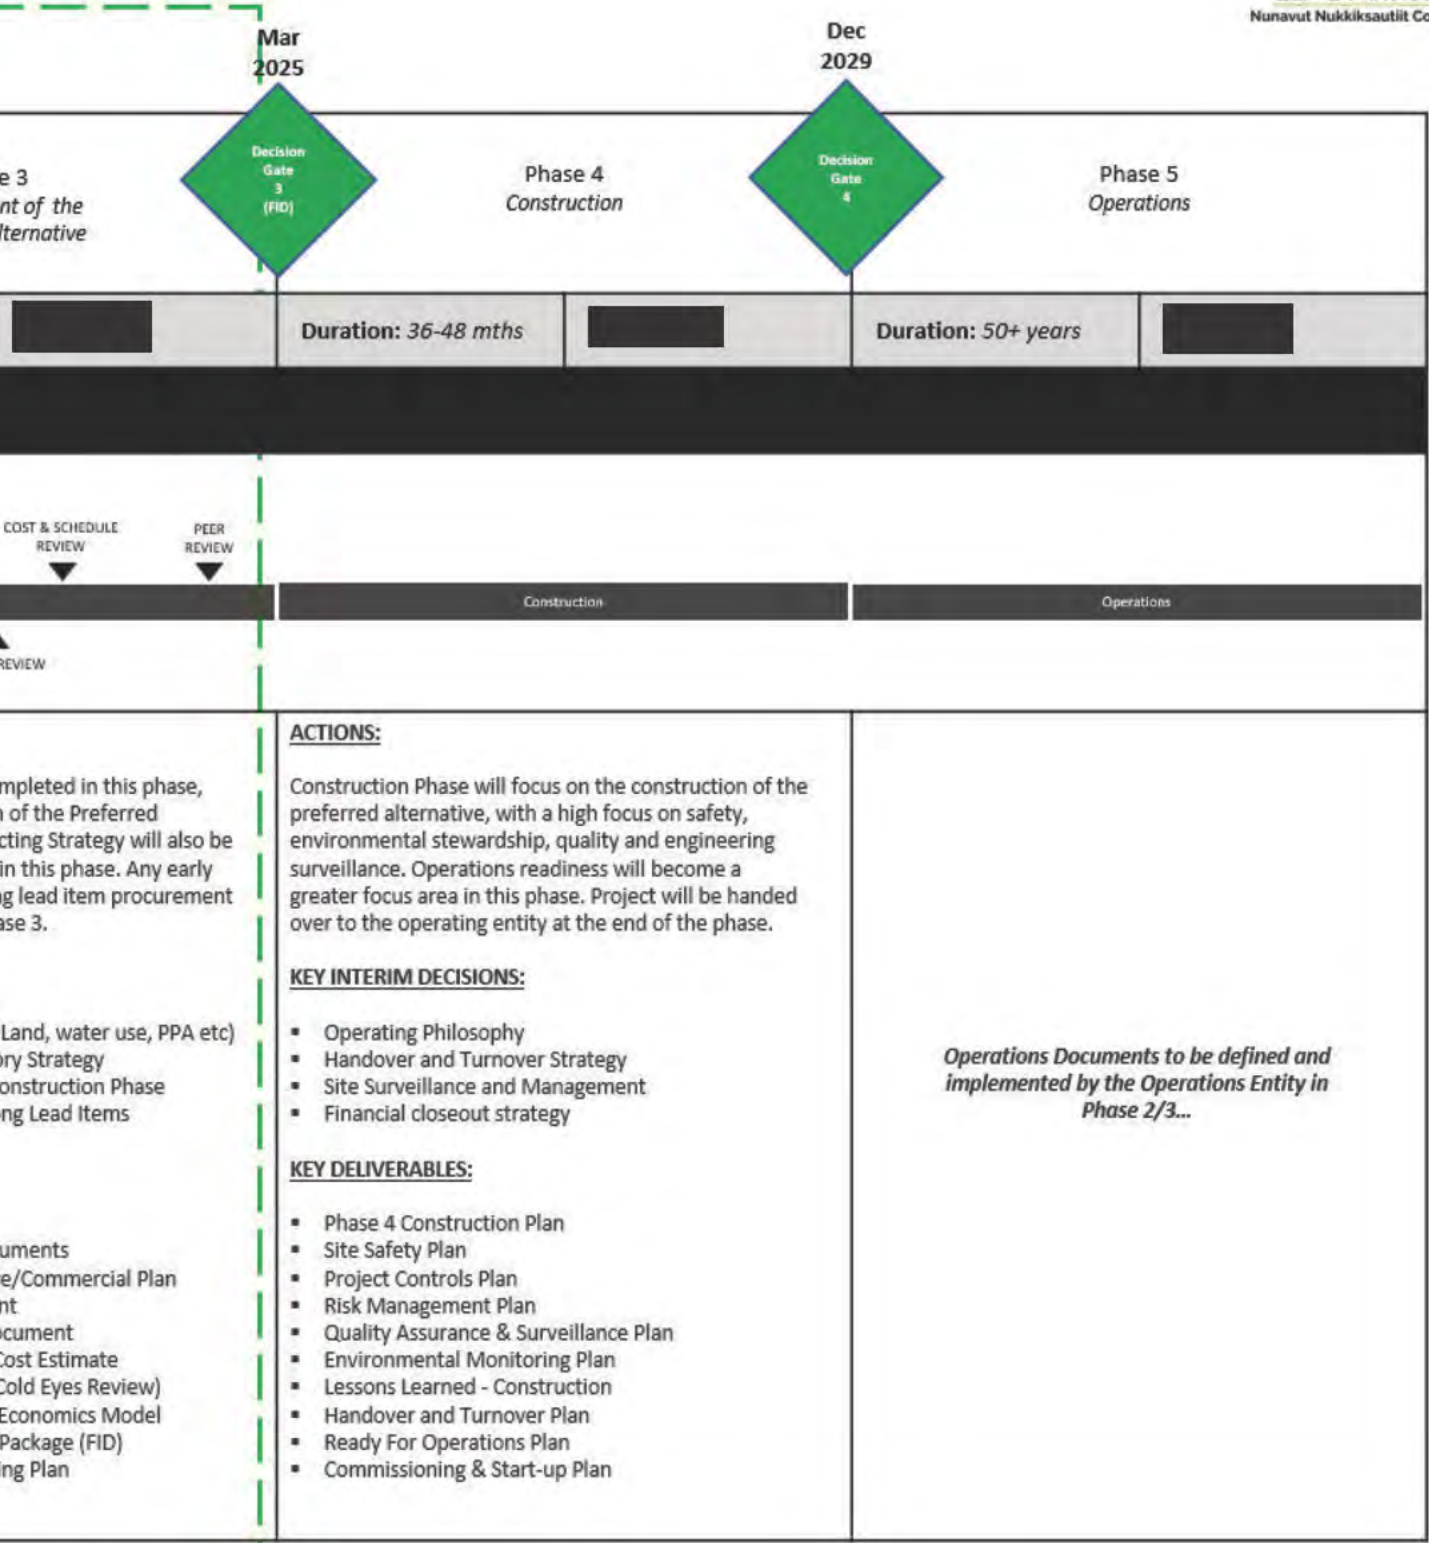 Nunavut Nukkiksautiit Co
Mar
2025
Dec
2029
e 3
nt of the
lternative
Decision
Gate
3
(FID)
Phase 4
Construction
Decision
Gate
4
Phase 5
Operations
Duration: 36-48 mths
Duration: 50+ years
COST & SCHEDULE
REVIEW
PEER
REVIEW
Construction
Operations
REVIEW
mpleted in this phase,
n of the Preferred
cting Strategy will also be
in this phase. Any early
ng lead item procurement
ase 3.
Land, water use, PPA etc)
ory Strategy
onstruction Phase
ong Lead Items
uments
e/Commercial Plan
nt
ocument
Cost Estimate
Cold Eyes Review)
Economics Model
Package (FID)
ing Plan
ACTIONS:
Construction Phase will focus on the construction of the
preferred alternative, with a high focus on safety,
environmental stewardship, quality and engineering
surveillance. Operations readiness will become a
greater focus area in this phase. Project will be handed
over to the operating entity at the end of the phase.
KEY INTERIM DECISIONS:
▪ Operating Philosophy
▪ Handover and Turnover Strategy
▪ Site Surveillance and Management
▪ Financial closeout strategy
KEY DELIVERABLES:
▪ Phase 4 Construction Plan
▪ Site Safety Plan
▪ Project Controls Plan
▪ Risk Management Plan
▪ Quality Assurance & Surveillance Plan
▪ Environmental Monitoring Plan
▪ Lessons Learned - Construction
▪ Handover and Turnover Plan
▪ Ready For Operations Plan
▪ Commissioning & Start-up Plan
Operations Documents to be defined and
implemented by the Operations Entity in
Phase 2/3...